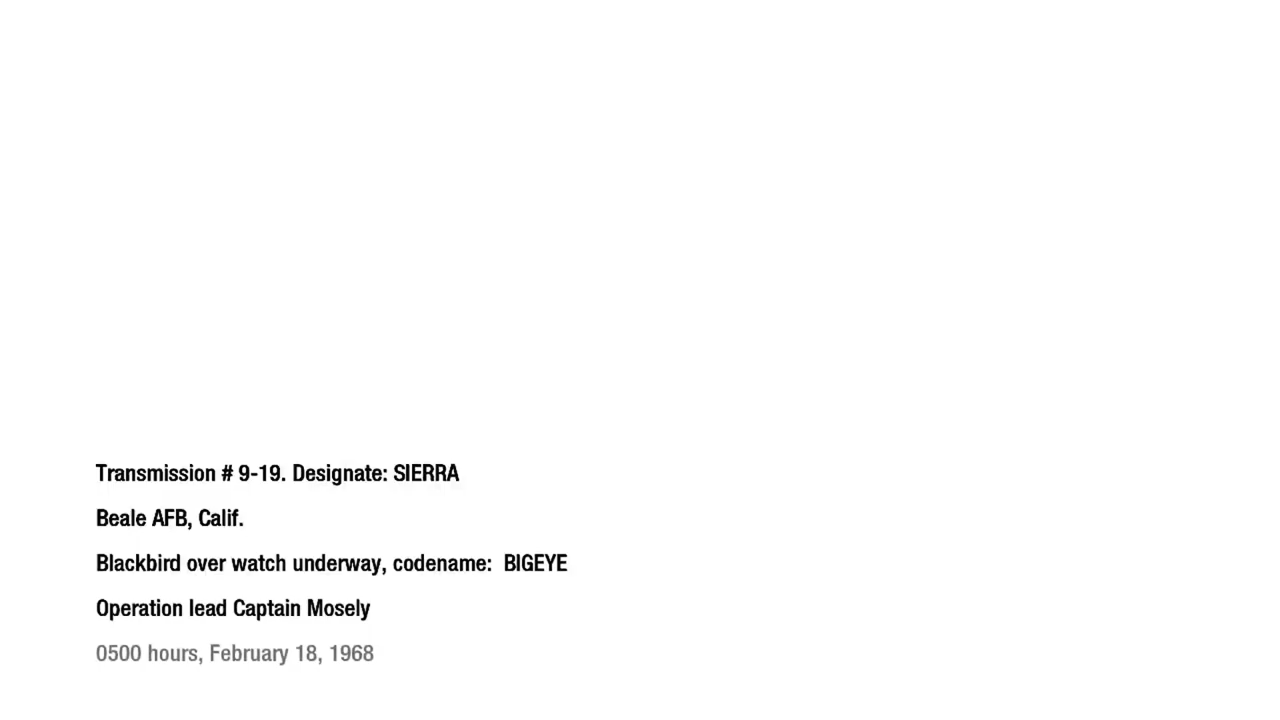 Transmission # 9-19. Designate: SIERRA
Beale AFB, Calif.
Blackbird over watch underway, codename:  BIGEYE
Operation lead Captain Mosely
0500 hours, February 18, 1968